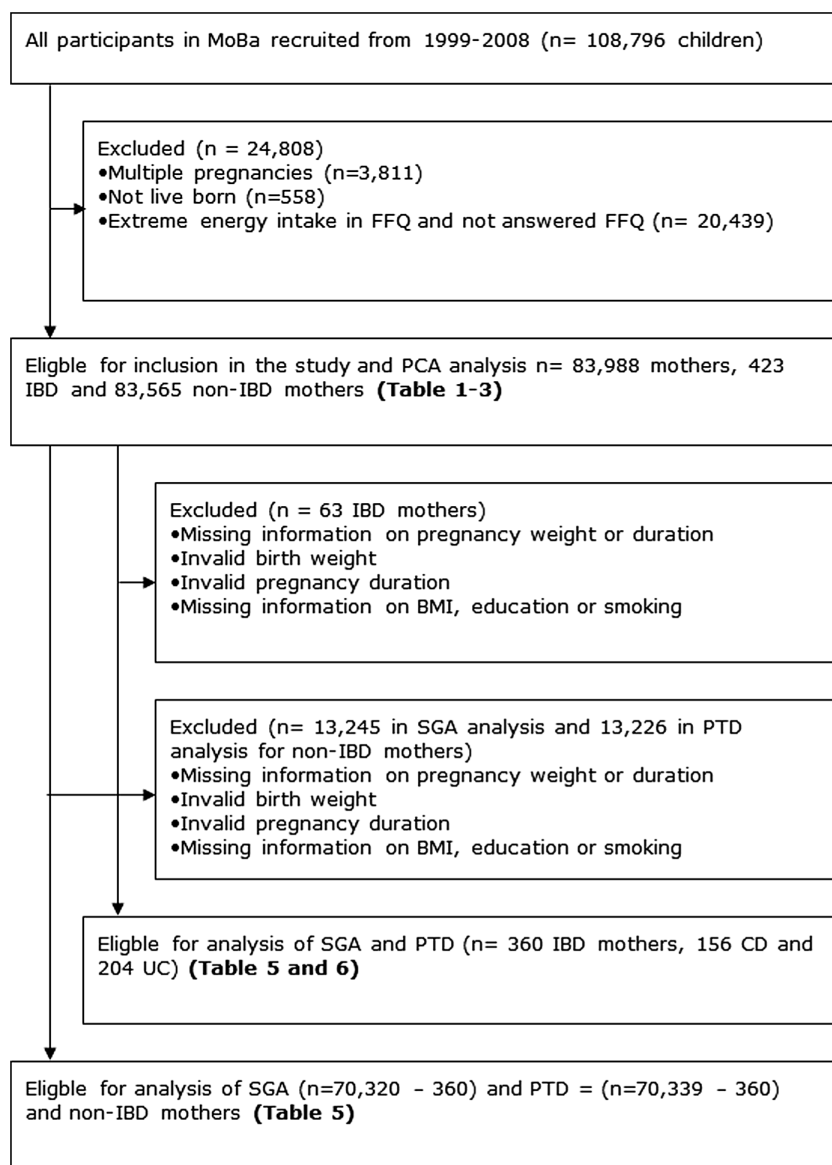 All participants in MoBa recruited from 1999-2008 (n= 108,796 children)
Excluded (n = 24,808)
•Multiple pregnancies (n=3,811)
•Not live born (n=558)
•Extreme energy intake in FFQ and not answered FFQ (n= 20,439)
Eligble for inclusion in the study and PCA analysis n= 83,988 mothers, 423
IBD and 83,565 non-IBD mothers (Table 1-3)
Excluded (n = 63 IBD mothers)
•Missing information on pregnancy weight or duration
•Invalid birth weight
•Invalid pregnancy duration
•Missing information on BMI, education or smoking
Excluded (n= 13,245 in SGA analysis and 13,226 in PTD
analysis for non-IBD mothers)
•Missing information on pregnancy weight or duration
•Invalid birth weight
•Invalid pregnancy duration
•Missing information on BMI, education or smoking
Eligble for analysis of SGA and PTD (n= 360 IBD mothers, 156 CD and
204 UC) (Table 5 and 6)
Eligble for analysis of SGA (n=70,320 – 360) and PTD = (n=70,339 – 360)
and non-IBD mothers (Table 5)